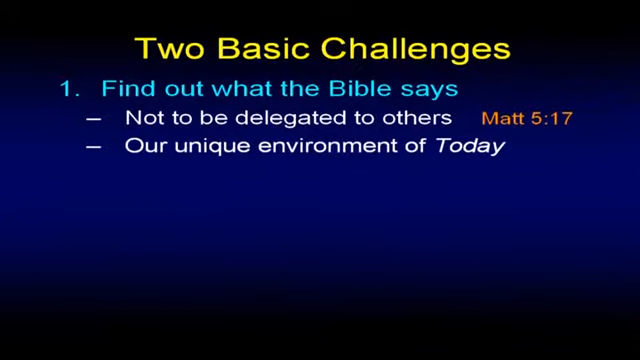 Two Basic Challenges
1. Find out what the Bible says
– Not to be delegated to others Matt 5:17
– Our unique environment of Today